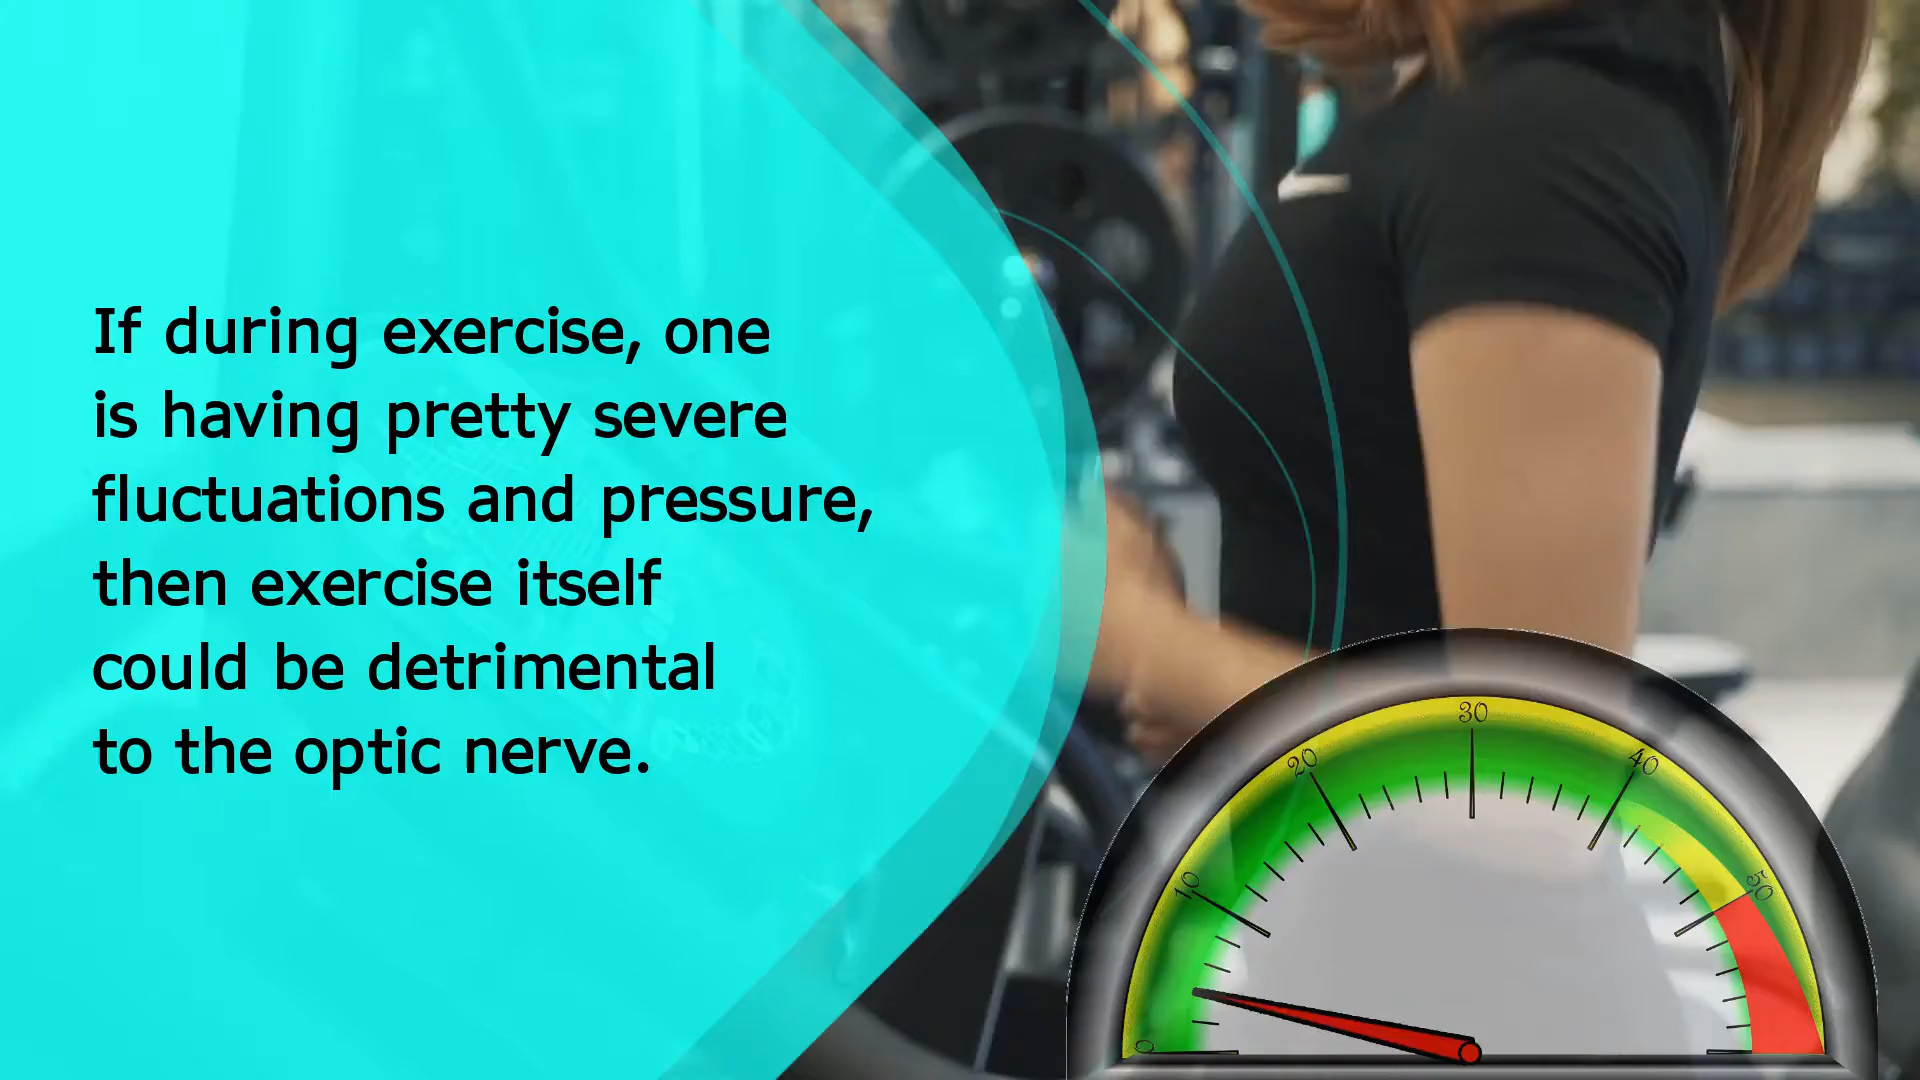 If during exercise, one
is having pretty severe
fluctuations and pressure,
then exercise itself
could be detrimental
to the optic nerve.
0
10
20
30
40
50